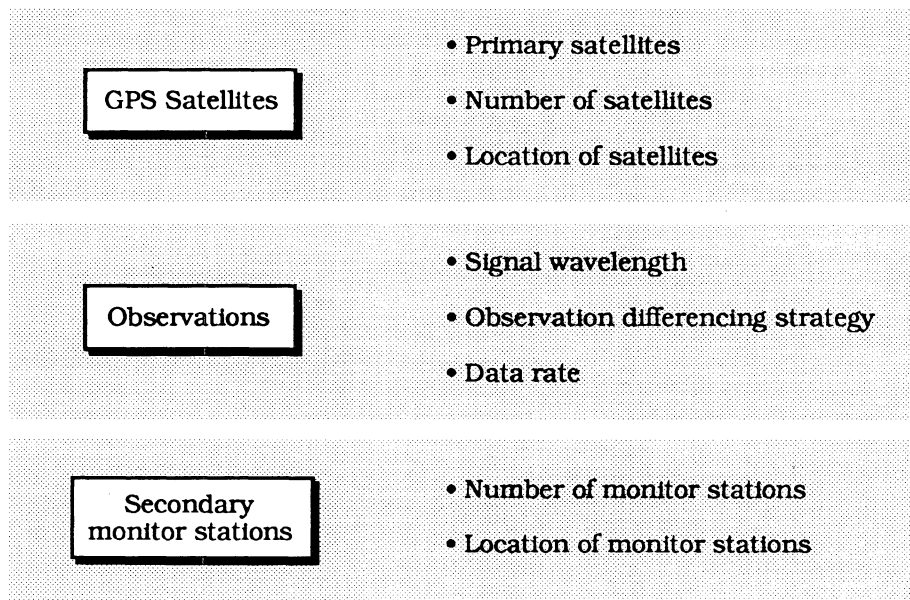 GPS Satellites
• Primary satellites
• Number of satellites
• Location of satellites
Observations
• Signal wavelength
• Observation differencing strategy
• Data rate
Secondary
monitor stations
• Number of monitor stations
• Location of monitor stations